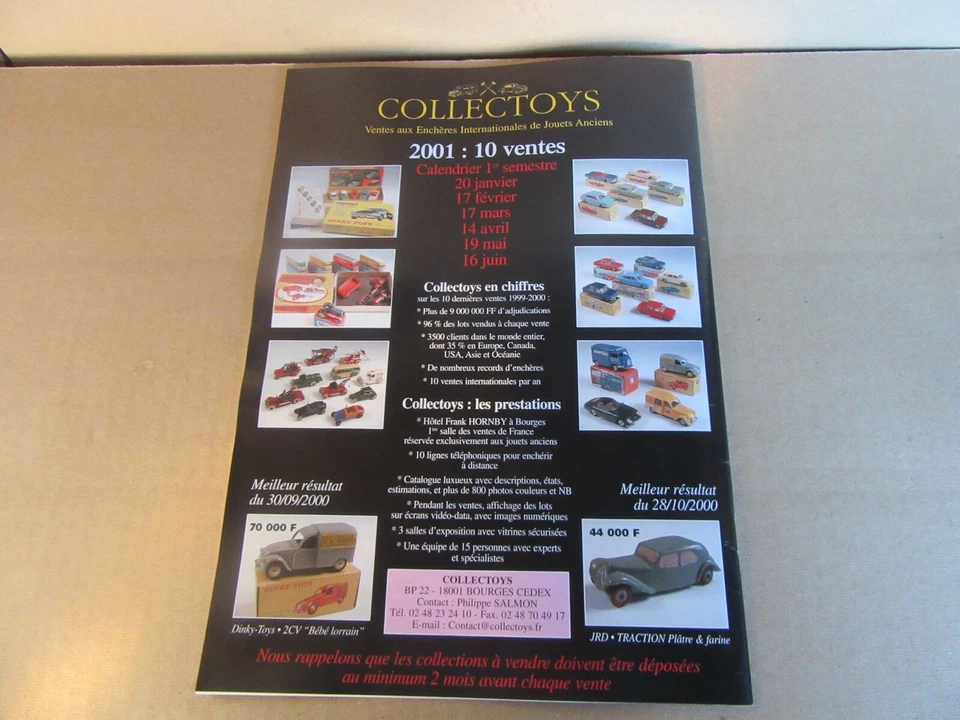 COLLECTOYS
Ventes aux Enchères Internationales de Jouets Anciens
2001 : 10 ventes
Calendrier 1er semestre
20 janvier
17 février
17 mars
14 avril
19 mai
16 juin
DINKY TOYS
Collectoys en chiffres
sur les 10 dernières ventes 1999-2000 :
* Plus de 9 000 000 FF d'adjudications
* 96 % des lots vendus à chaque vente
* 3500 clients dans le monde entier,
dont 35 % en Europe, Canada,
USA, Asie et Océanie
* De nombreux records d'enchères
* 10 ventes internationales par an
Collectoys : les prestations
* Hôtel Frank HORNBY à Bourges
1ère salle des ventes de France
réservée exclusivement aux jouets anciens
* 10 lignes téléphoniques pour enchérir
à distance
* Catalogue luxueux avec descriptions, états,
estimations, et plus de 800 photos couleurs et NB
* Pendant les ventes, affichage des lots
sur écrans vidéo-data, avec images numériques
* 3 salles d'exposition avec vitrines sécurisées
* Une équipe de 15 personnes avec experts
et spécialistes
Meilleur résultat
du 30/09/2000
70 000 F
DINKY-TOYS
Dinky-Toys • 2CV "Bébé lorrain"
Meilleur résultat
du 28/10/2000
44 000 F
JRD • TRACTION Plâtre & farine
COLLECTOYS
BP 22 - 18001 BOURGES CEDEX
Contact : Philippe SALMON
Tél. 02 48 23 24 10 - Fax. 02 48 70 49 17
E-mail : Contact@collectoys.fr
Nous rappelons que les collections à vendre doivent être déposées
au minimum 2 mois avant chaque vente